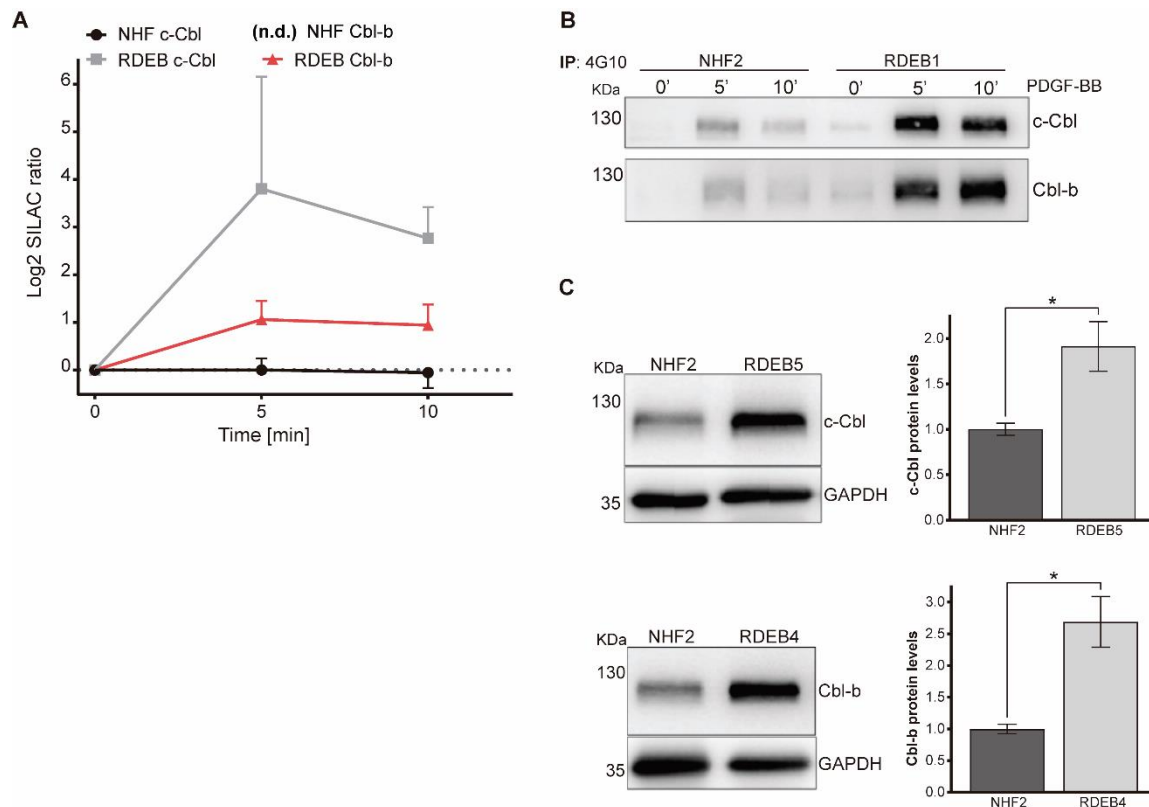 A
NHF c-Cbl (n.d.) NHF Cbl-b
RDEB c-Cbl RDEB Cbl-b
Log2 SILAC ratio
6
5
4
3
2
1
0
0 5 10
Time [min]
B
IP: 4G10 NHF2 RDEB1
KDa 0' 5' 10' 0' 5' 10' PDGF-BB
130 c-Cbl
130 Cbl-b
C
KDa NHF2 RDEB5
130 c-Cbl
35 GAPDH
*
c-Cbl protein levels
2.0
1.5
1.0
0.5
0.0
NHF2 RDEB5
KDa NHF2 RDEB4
130 Cbl-b
35 GAPDH
*
Cbl-b protein levels
3.0
2.5
2.0
1.5
1.0
0.5
0.0
NHF2 RDEB4